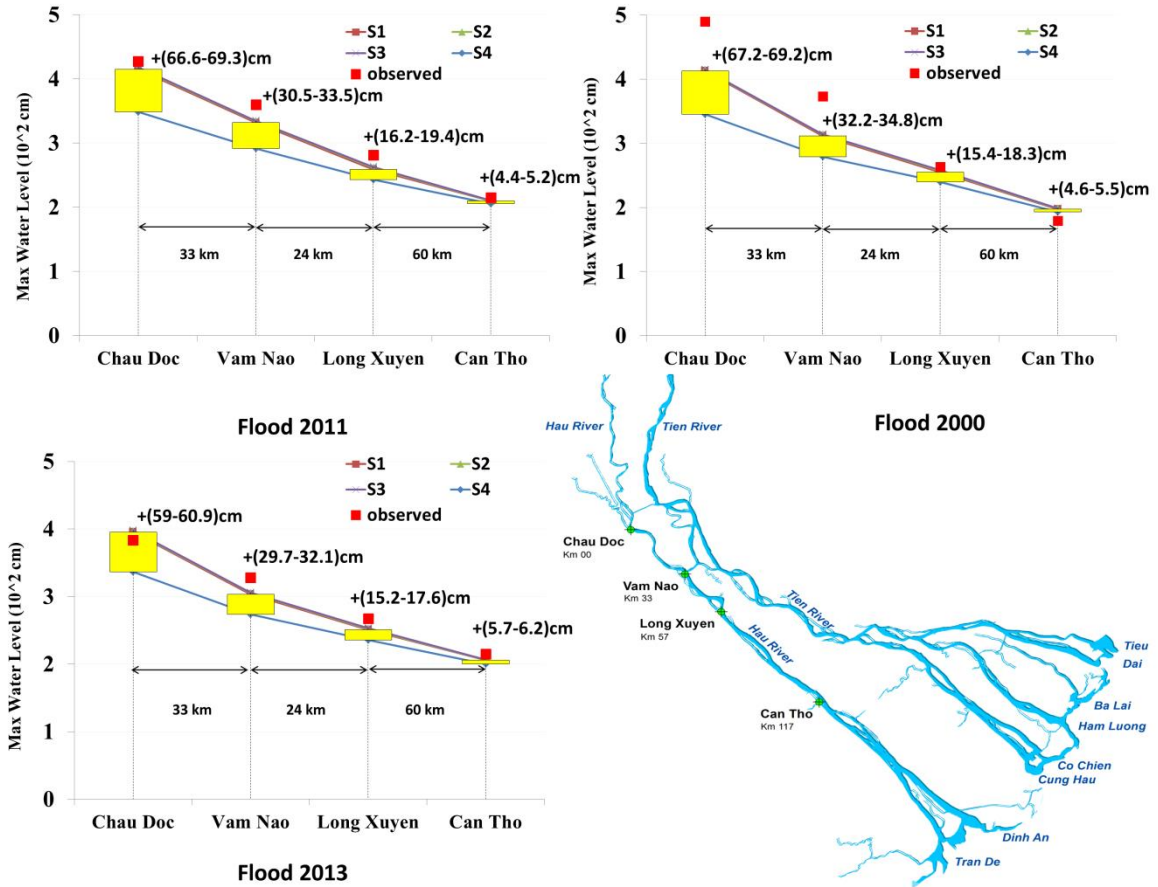 Max Water Level (10^2 cm)
5
4
3
2
1
0
S1
S2
S3
S4
observed
+(66.6-69.3)cm
+(30.5-33.5)cm
+(16.2-19.4)cm
+(4.4-5.2)cm
33 km
24 km
60 km
Chau Doc
Vam Nao
Long Xuyen
Can Tho
Flood 2011
Max Water Level (10^2 cm)
5
4
3
2
1
0
S1
S2
S3
S4
observed
+(67.2-69.2)cm
+(32.2-34.8)cm
+(15.4-18.3)cm
+(4.6-5.5)cm
33 km
24 km
60 km
Chau Doc
Vam Nao
Long Xuyen
Can Tho
Flood 2000
Max Water Level (10^2 cm)
5
4
3
2
1
0
S1
S2
S3
S4
observed
+(59-60.9)cm
+(29.7-32.1)cm
+(15.2-17.6)cm
+(5.7-6.2)cm
33 km
24 km
60 km
Chau Doc
Vam Nao
Long Xuyen
Can Tho
Flood 2013
Hau River
Tien River
Chau Doc
Km 00
Vam Nao
Km 33
Long Xuyen
Km 57
Tien River
Hau River
Can Tho
Km 117
Tieu
Dai
Ba Lai
Ham Luong
Co Chien
Cung Hau
Dinh An
Tran De